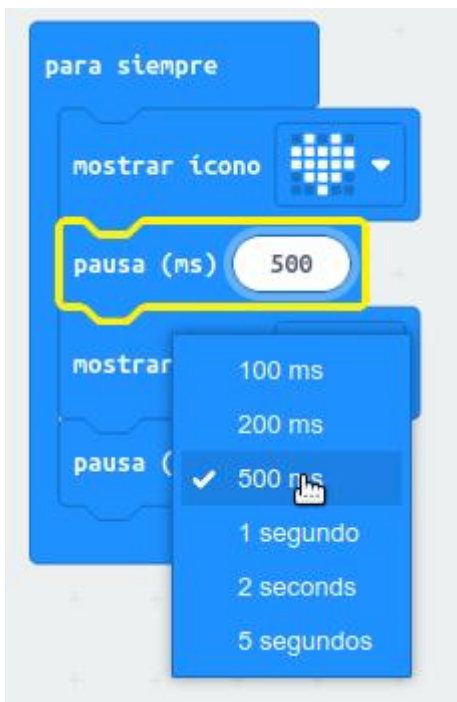 para siempre
mostrar ícono
pausa (ms) 500
mostrar
pausa (
100 ms
200 ms
500 ms
1 segundo
2 seconds
5 segundos